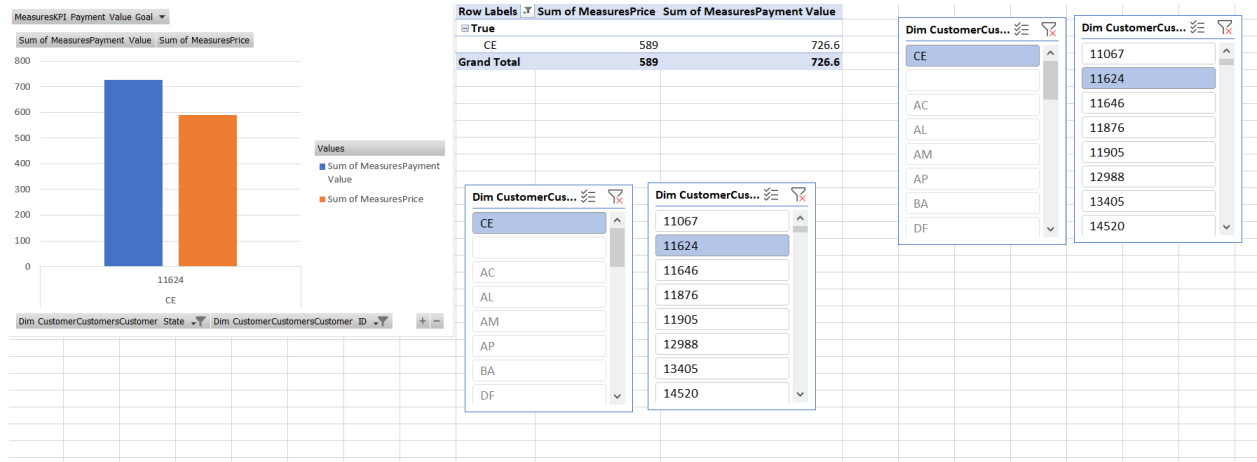 MeasuresKPI Payment Value Goal
Sum of MeasuresPayment Value Sum of MeasuresPrice
800
700
600
500
400
300
200
100
0
11624
CE
Values
Sum of MeasuresPayment
Value
Sum of MeasuresPrice
Dim CustomerCustomersCustomer State Dim CustomerCustomersCustomer ID + −
Row Labels Sum of MeasuresPrice Sum of MeasuresPayment Value
True
CE 589 726.6
Grand Total 589 726.6
Dim CustomerCus...
CE
AC
AL
AM
AP
BA
DF
Dim CustomerCus...
11067
11624
11646
11876
11905
12988
13405
14520
Dim CustomerCus...
CE
AC
AL
AM
AP
BA
DF
Dim CustomerCus...
11067
11624
11646
11876
11905
12988
13405
14520